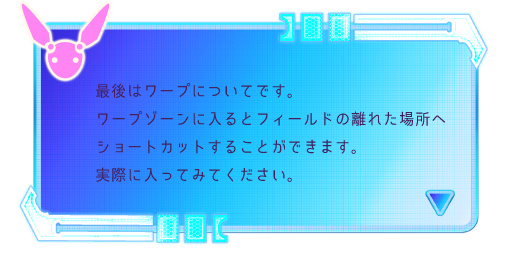 最後はワープについてです。
ワープゾーンに入るとフィールドの離れた場所へ
ショートカットすることができます。
実際に入ってみてください。